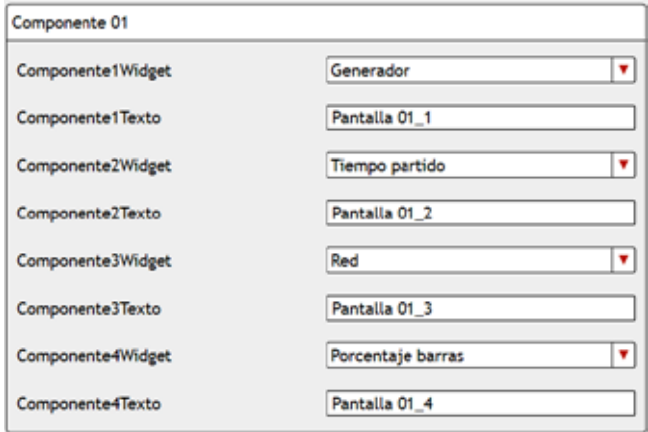 Componente 01
Componente1Widget Generador
Componente1Texto Pantalla 01_1
Componente2Widget Tiempo partido
Componente2Texto Pantalla 01_2
Componente3Widget Red
Componente3Texto Pantalla 01_3
Componente4Widget Porcentaje barras
Componente4Texto Pantalla 01_4